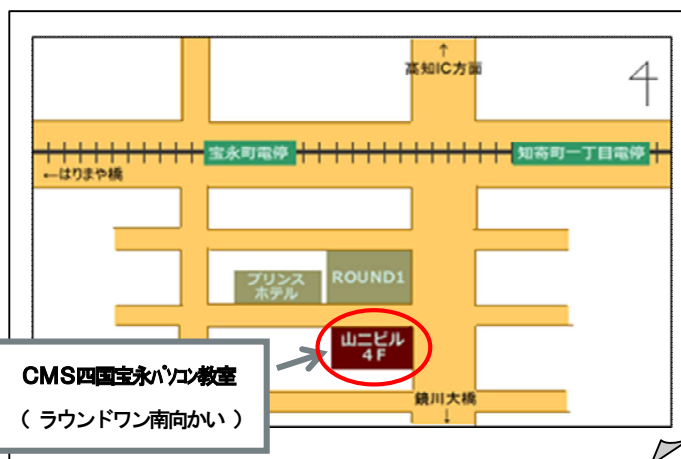 ↑
高知IC方面
宝永町電停
知寄町一丁目電停
←はりまや橋
プリンス
ホテル
ROUND1
山二ビル
4F
CMS四国宝永パソコン教室
( ラウンドワン南向かい )
鏡川大橋
↓